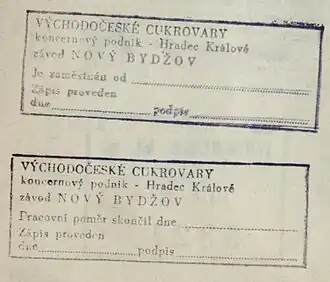 VÝCHODOČESKÉ CUKROVARY
koncernový podnik - Hradec Králové
závod NOVÝ BYDŽOV
Je zaměstnán od
Zápis proveden
dne podpis
VÝCHODOČESKÉ CUKROVARY
koncernový podnik - Hradec Králové
závod NOVÝ BYDŽOV
Pracovní poměr skončil dne
Zápis proveden
dne podpis